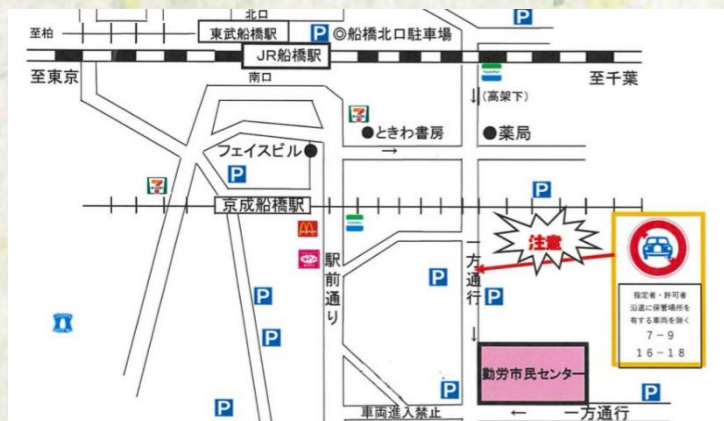 北口
至柏
東武船橋駅
P
◎船橋北口駐車場
P
JR船橋駅
至東京
南口
至千葉
FamilyMart
↓(高架下)
7
●ときわ書房
→
●薬局
フェイスビル●
P
7
京成船橋駅
P
注意
駅前通り
一方通行
↓
P
P
P
P
P
P
P
指定者・許可者
沿道に保管場所を
有する車両を除く
7-9
16-18
勤労市民センター
車両進入禁止
← 一方通行